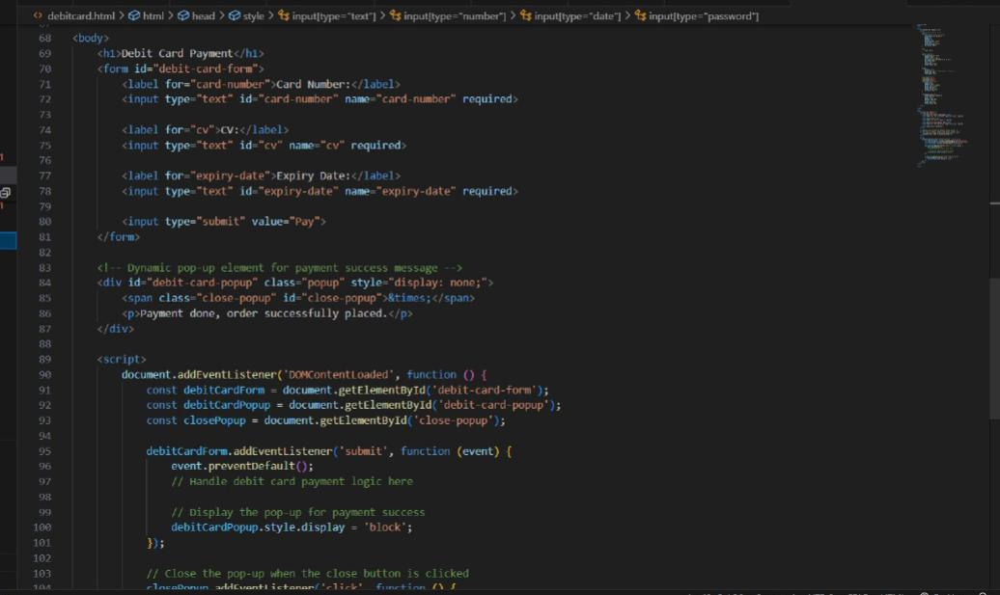 debitcard.html > html > head > style > input[type="text"] > input[type="number"] > input[type="date"] > input[type="password"]
68 <body>
69 <h1>Debit Card Payment</h1>
70 <form id="debit-card-form">
71 <label for="card-number">Card Number:</label>
72 <input type="text" id="card-number" name="card-number" required>
73
74 <label for="cv">CV:</label>
75 <input type="text" id="cv" name="cv" required>
76
77 <label for="expiry-date">Expiry Date:</label>
78 <input type="text" id="expiry-date" name="expiry-date" required>
79
80 <input type="submit" value="Pay">
81 </form>
82
83 <!-- Dynamic pop-up element for payment success message -->
84 <div id="debit-card-popup" class="popup" style="display: none;">
85 <span class="close-popup" id="close-popup">&times;</span>
86 <p>Payment done, order successfully placed.</p>
87 </div>
88
89 <script>
90 document.addEventListener('DOMContentLoaded', function () {
91 const debitCardForm = document.getElementById('debit-card-form');
92 const debitCardPopup = document.getElementById('debit-card-popup');
93 const closePopup = document.getElementById('close-popup');
94
95 debitCardForm.addEventListener('submit', function (event) {
96 event.preventDefault();
97 // Handle debit card payment logic here
98
99 // Display the pop-up for payment success
100 debitCardPopup.style.display = 'block';
101 });
102
103 // Close the pop-up when the close button is clicked
104 closePopup.addEventListener('click', function () {